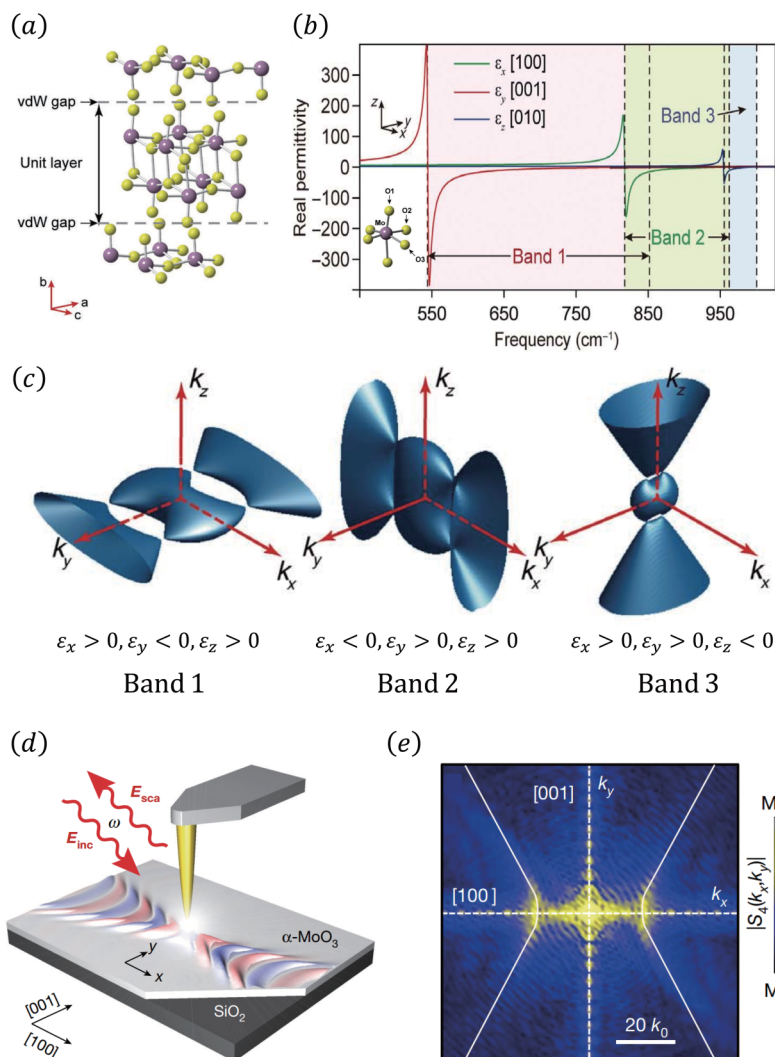 (a)
vdW gap
Unit layer
vdW gap
b
a
c
(b)
Real permittivity
300
200
100
0
−100
−200
−300
εx [100]
εy [001]
εz [010]
z
y
x
O1
Mo
O2
O3
Band 3
Band 2
Band 1
550
650
750
850
950
Frequency (cm⁻¹)
(c)
kz
ky
kx
kz
ky
kx
kz
ky
kx
εx > 0, εy < 0, εz > 0
εx < 0, εy > 0, εz > 0
εx > 0, εy > 0, εz < 0
Band 1
Band 2
Band 3
(d)
Esca
ω
Einc
α-MoO3
y
x
SiO2
[001]
[100]
(e)
[001]
ky
[100]
kx
20 k0
M
|S4(kx,ky)|
M